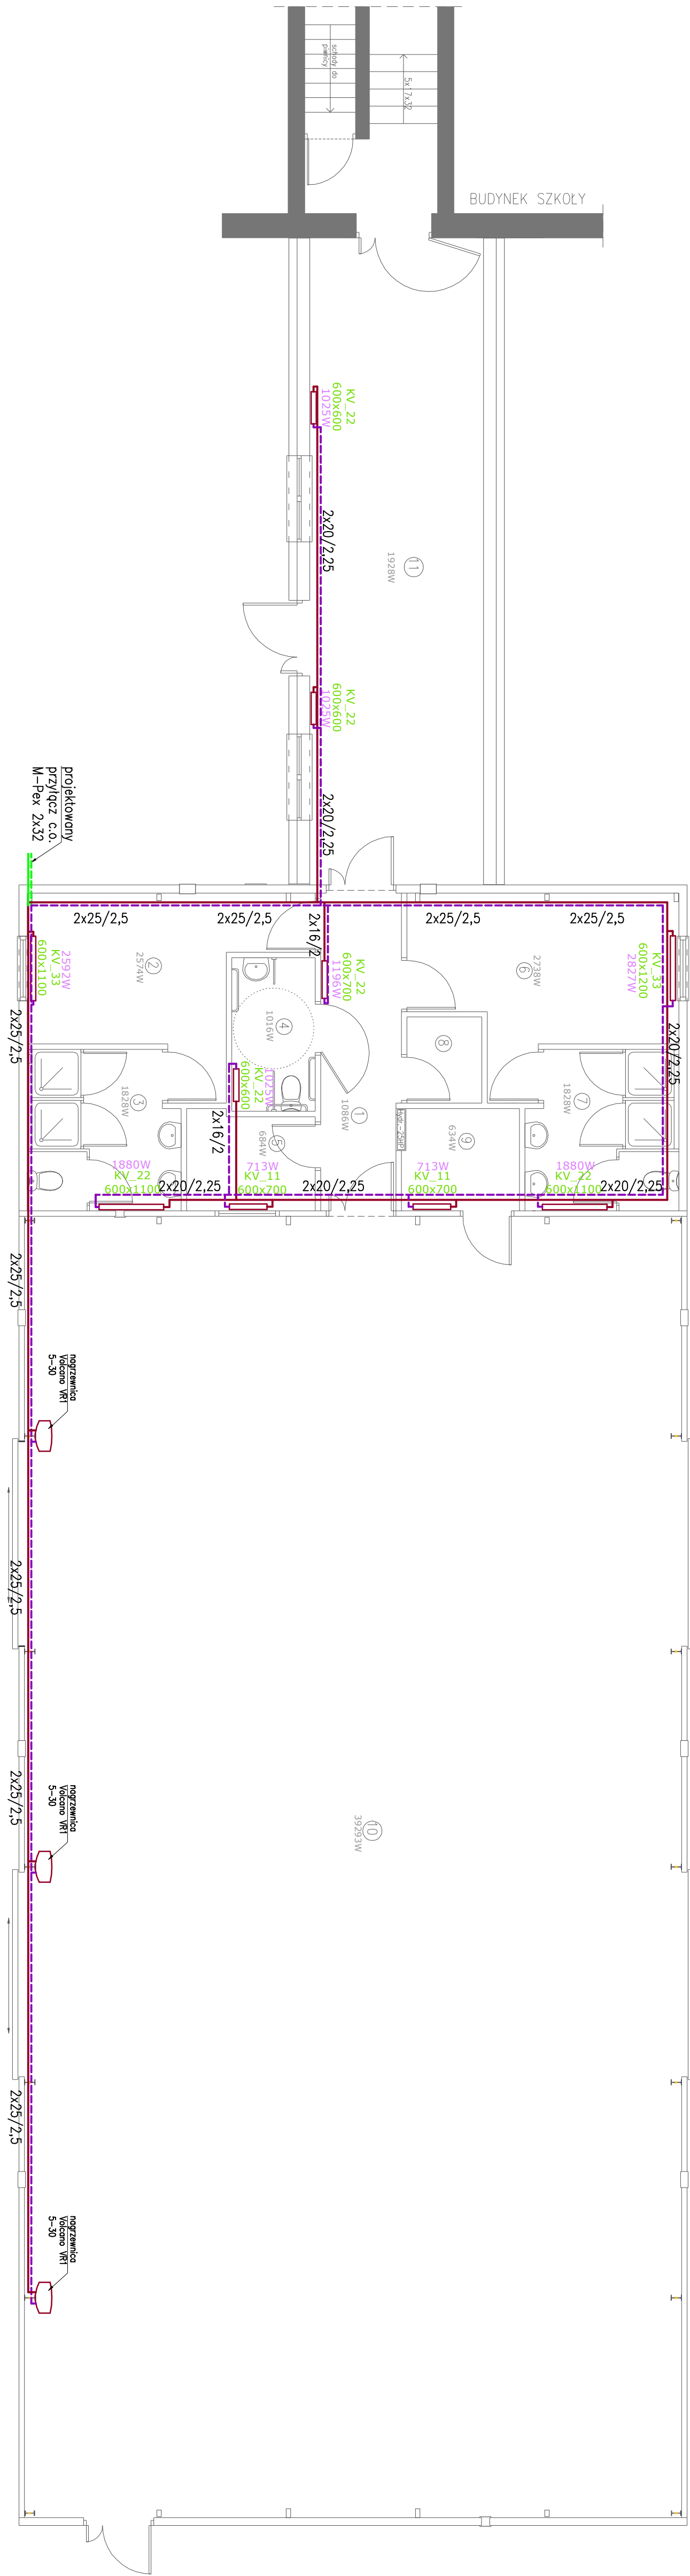 schody do
piwnicy
5x17x32
BUDYNEK SZKOŁY
KV_22
600x600
1025W
2x20/2,25
11
1928W
KV_22
600x600
1025W
2x20/2,25
projektowany
przyłącz c.o.
M-Pex 2x32
2x25/2,5
2x25/2,5
2x25/2,5
2x25/2,5
2x16/2
KV_22
600x700
1196W
2592W
KV_33
600x1100
2
2574W
6
2738W
KV_33
600x1200
2827W
2x25/2,5
2x20/2,25
4
1016W
8
1025W
KV_22
600x600
1
1086W
3
1828W
7
1828W
2x16/2
5
684W
Hydr.-25HP
9
634W
1880W
KV_22
600x1100
2x20/2,25
713W
KV_11
600x700
2x20/2,25
713W
KV_11
600x700
1880W
KV_22
600x1100
2x20/2,25
2x25/2,5
nagrzewnica
Volcano VR1
5-30
2x25/2,5
nagrzewnica
Volcano VR1
5-30
2x25/2,5
10
39293W
2x25/2,5
nagrzewnica
Volcano VR1
5-30